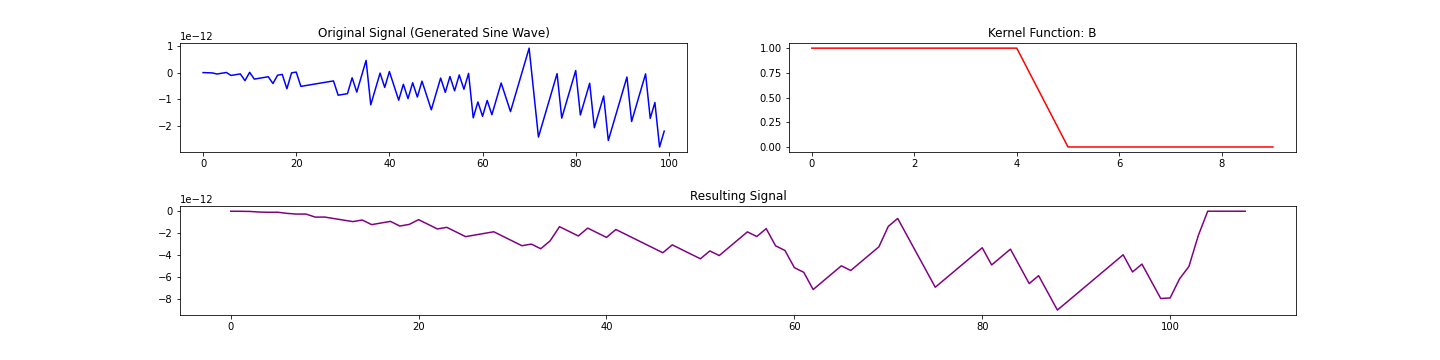 Original Signal (Generated Sine Wave)
1e−12
1
0
−1
−2
0 20 40 60 80 100
Kernel Function: B
1.00
0.75
0.50
0.25
0.00
0 2 4 6 8
Resulting Signal
1e−12
0
−2
−4
−6
−8
0 20 40 60 80 100